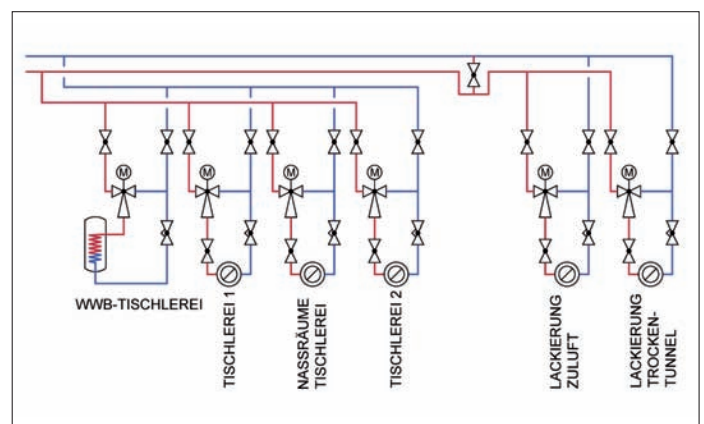 M
M
M
M
M
M
WWB-TISCHLEREI
TISCHLEREI 1
NASSRÄUME
TISCHLEREI
TISCHLEREI 2
LACKIERUNG
ZULUFT
LACKIERUNG
TROCKEN-
TUNNEL